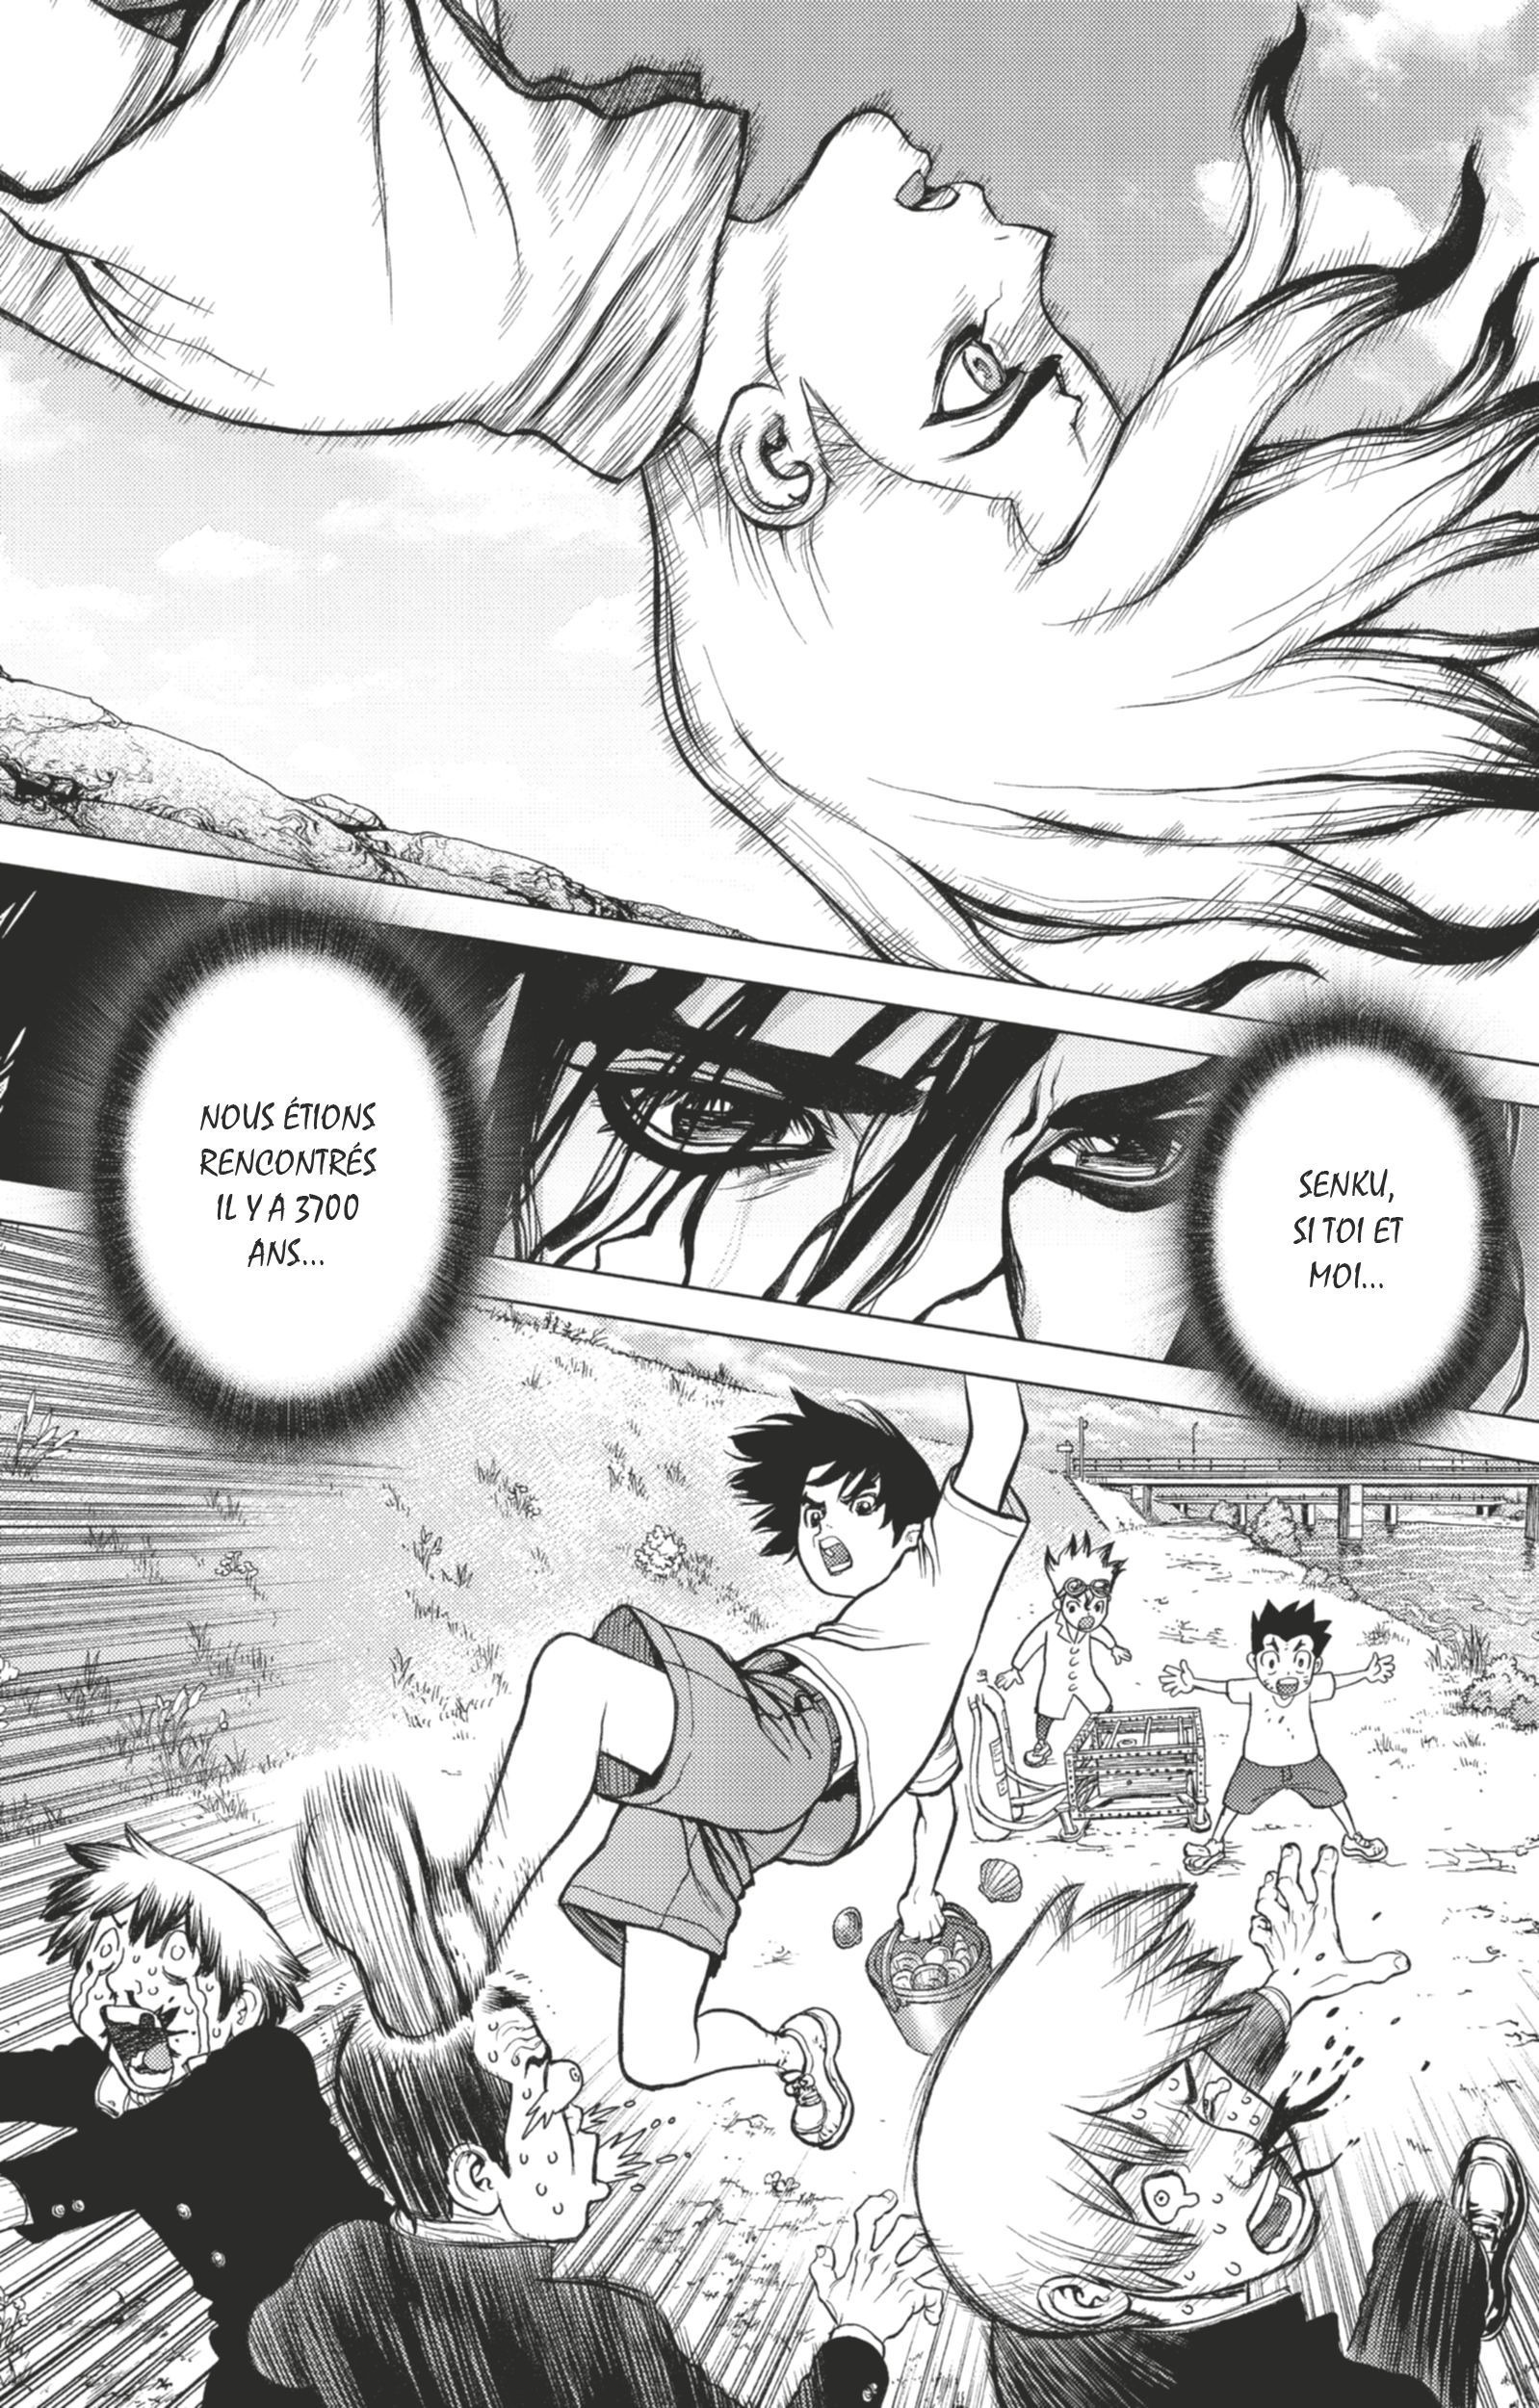 SENKU,
SI TOI ET
MOI...
NOUS ÉTIONS
RENCONTRÉS
IL Y A 3700
ANS...